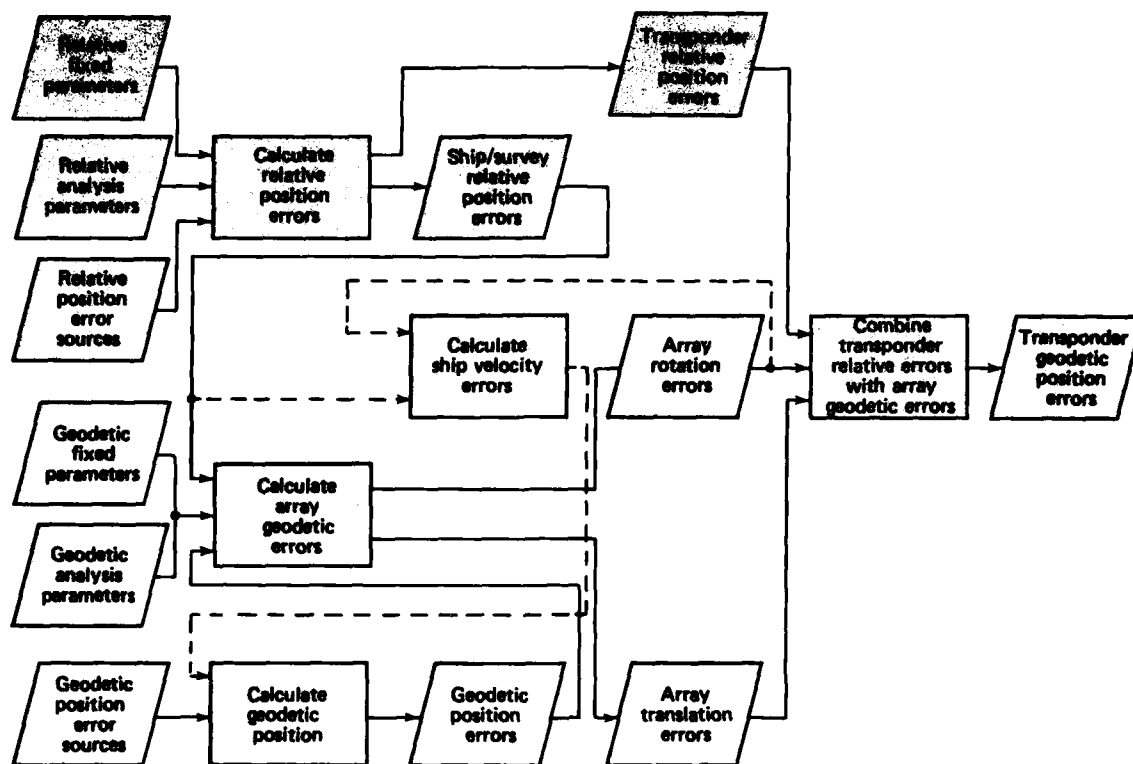 Relative
fixed
parameters
Transponder
relative
position
errors
Relative
analysis
parameters
Calculate
relative
position
errors
Ship/survey
relative
position
errors
Relative
position
error
sources
Calculate
ship velocity
errors
Array
rotation
errors
Combine
transponder
relative errors
with array
geodetic errors
Transponder
geodetic
position
errors
Geodetic
fixed
parameters
Calculate
array
geodetic
errors
Geodetic
analysis
parameters
Geodetic
position
error
sources
Calculate
geodetic
position
Geodetic
position
errors
Array
translation
errors